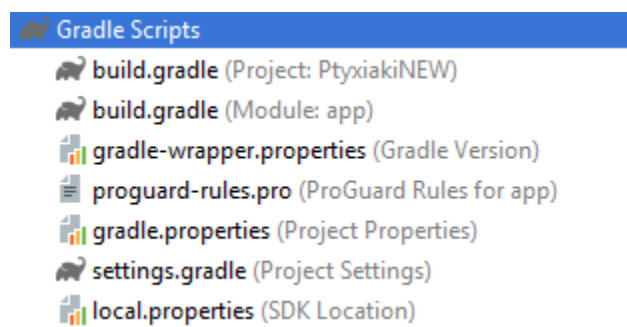 Gradle Scripts
build.gradle (Project: PtyxiakiNEW)
build.gradle (Module: app)
gradle-wrapper.properties (Gradle Version)
proguard-rules.pro (ProGuard Rules for app)
gradle.properties (Project Properties)
settings.gradle (Project Settings)
local.properties (SDK Location)